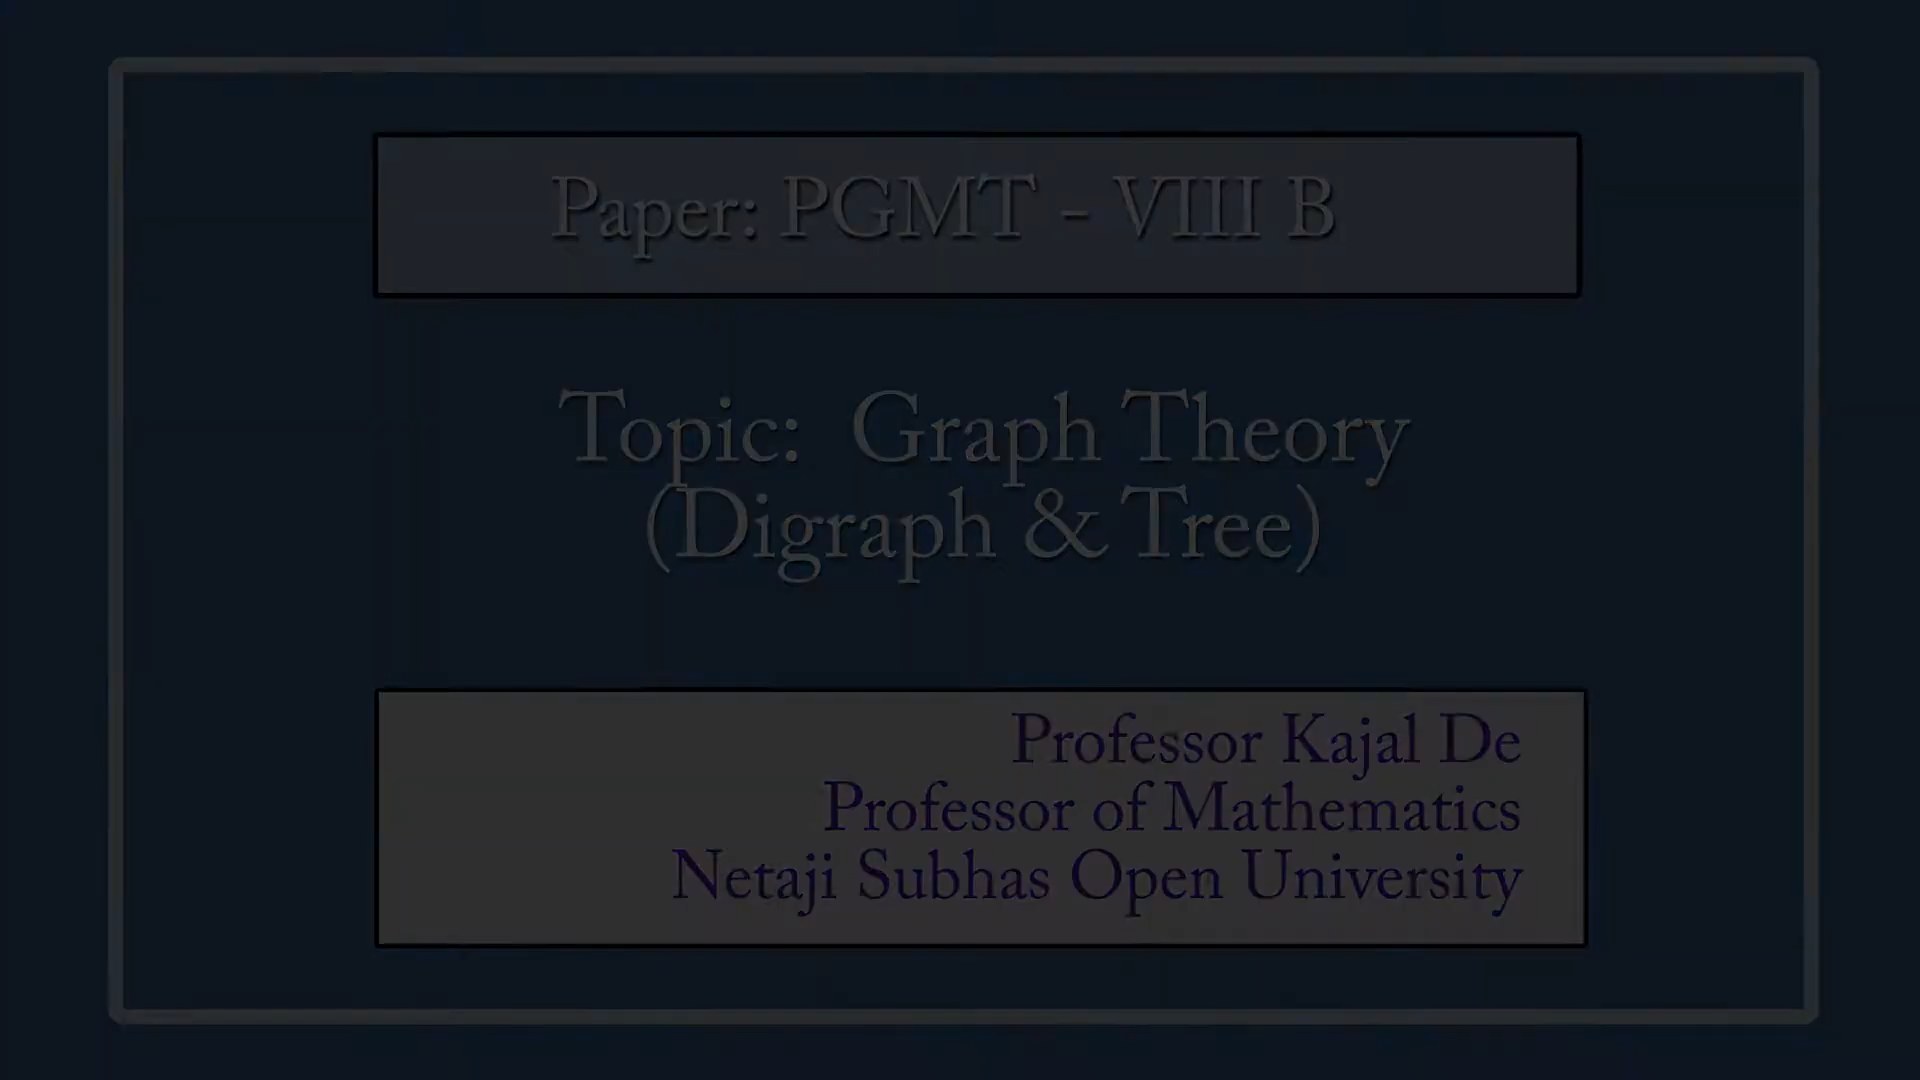 Paper: PGMT - VIII B
Topic: Graph Theory
(Digraph & Tree)
Professor Kajal De
Professor of Mathematics
Netaji Subhas Open University